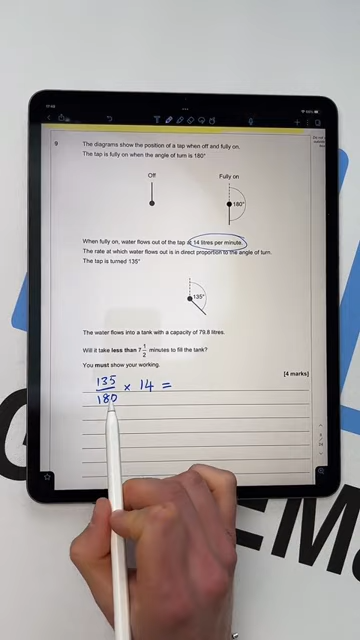 17:44
9
The diagrams show the position of a tap when off and fully on.
The tap is fully on when the angle of turn is 180°
Off
Fully on
180°
When fully on, water flows out of the tap at 14 litres per minute.
The rate at which water flows out is in direct proportion to the angle of turn.
The tap is turned 135°
135°
The water flows into a tank with a capacity of 79.8 litres.
Will it take less than 7 1/2 minutes to fill the tank?
You must show your working.
[4 marks]
135/180 × 14 =